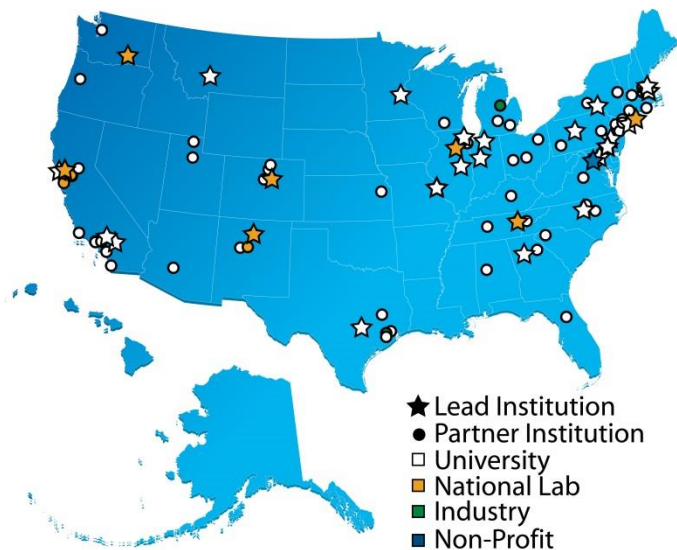 Lead Institution
Partner Institution
University
National Lab
Industry
Non-Profit